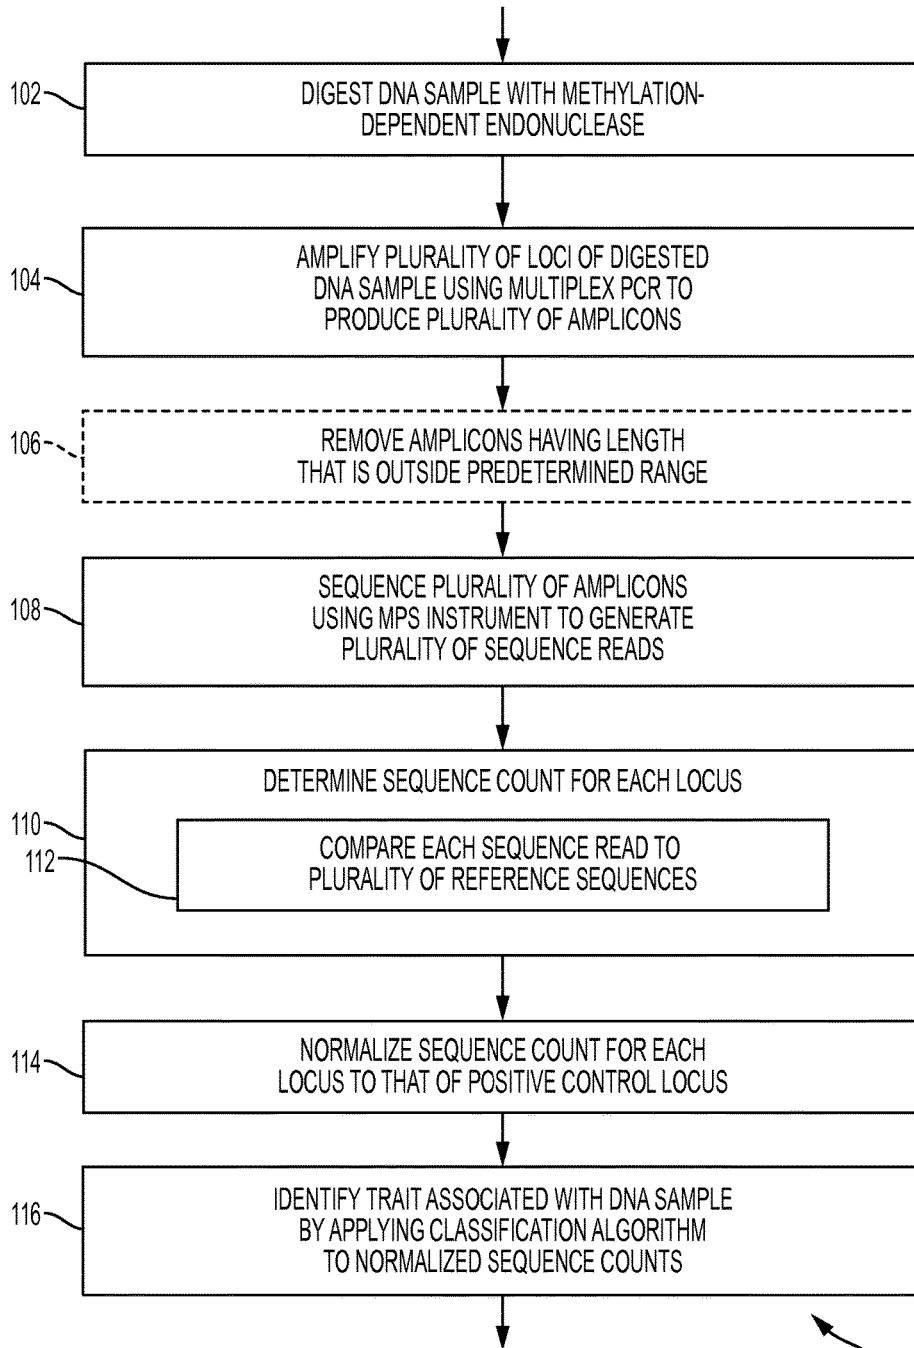 102
DIGEST DNA SAMPLE WITH METHYLATION-
DEPENDENT ENDONUCLEASE
104
AMPLIFY PLURALITY OF LOCI OF DIGESTED
DNA SAMPLE USING MULTIPLEX PCR TO
PRODUCE PLURALITY OF AMPLICONS
106
REMOVE AMPLICONS HAVING LENGTH
THAT IS OUTSIDE PREDETERMINED RANGE
108
SEQUENCE PLURALITY OF AMPLICONS
USING MPS INSTRUMENT TO GENERATE
PLURALITY OF SEQUENCE READS
110
DETERMINE SEQUENCE COUNT FOR EACH LOCUS
112
COMPARE EACH SEQUENCE READ TO
PLURALITY OF REFERENCE SEQUENCES
114
NORMALIZE SEQUENCE COUNT FOR EACH
LOCUS TO THAT OF POSITIVE CONTROL LOCUS
116
IDENTIFY TRAIT ASSOCIATED WITH DNA SAMPLE
BY APPLYING CLASSIFICATION ALGORITHM
TO NORMALIZED SEQUENCE COUNTS